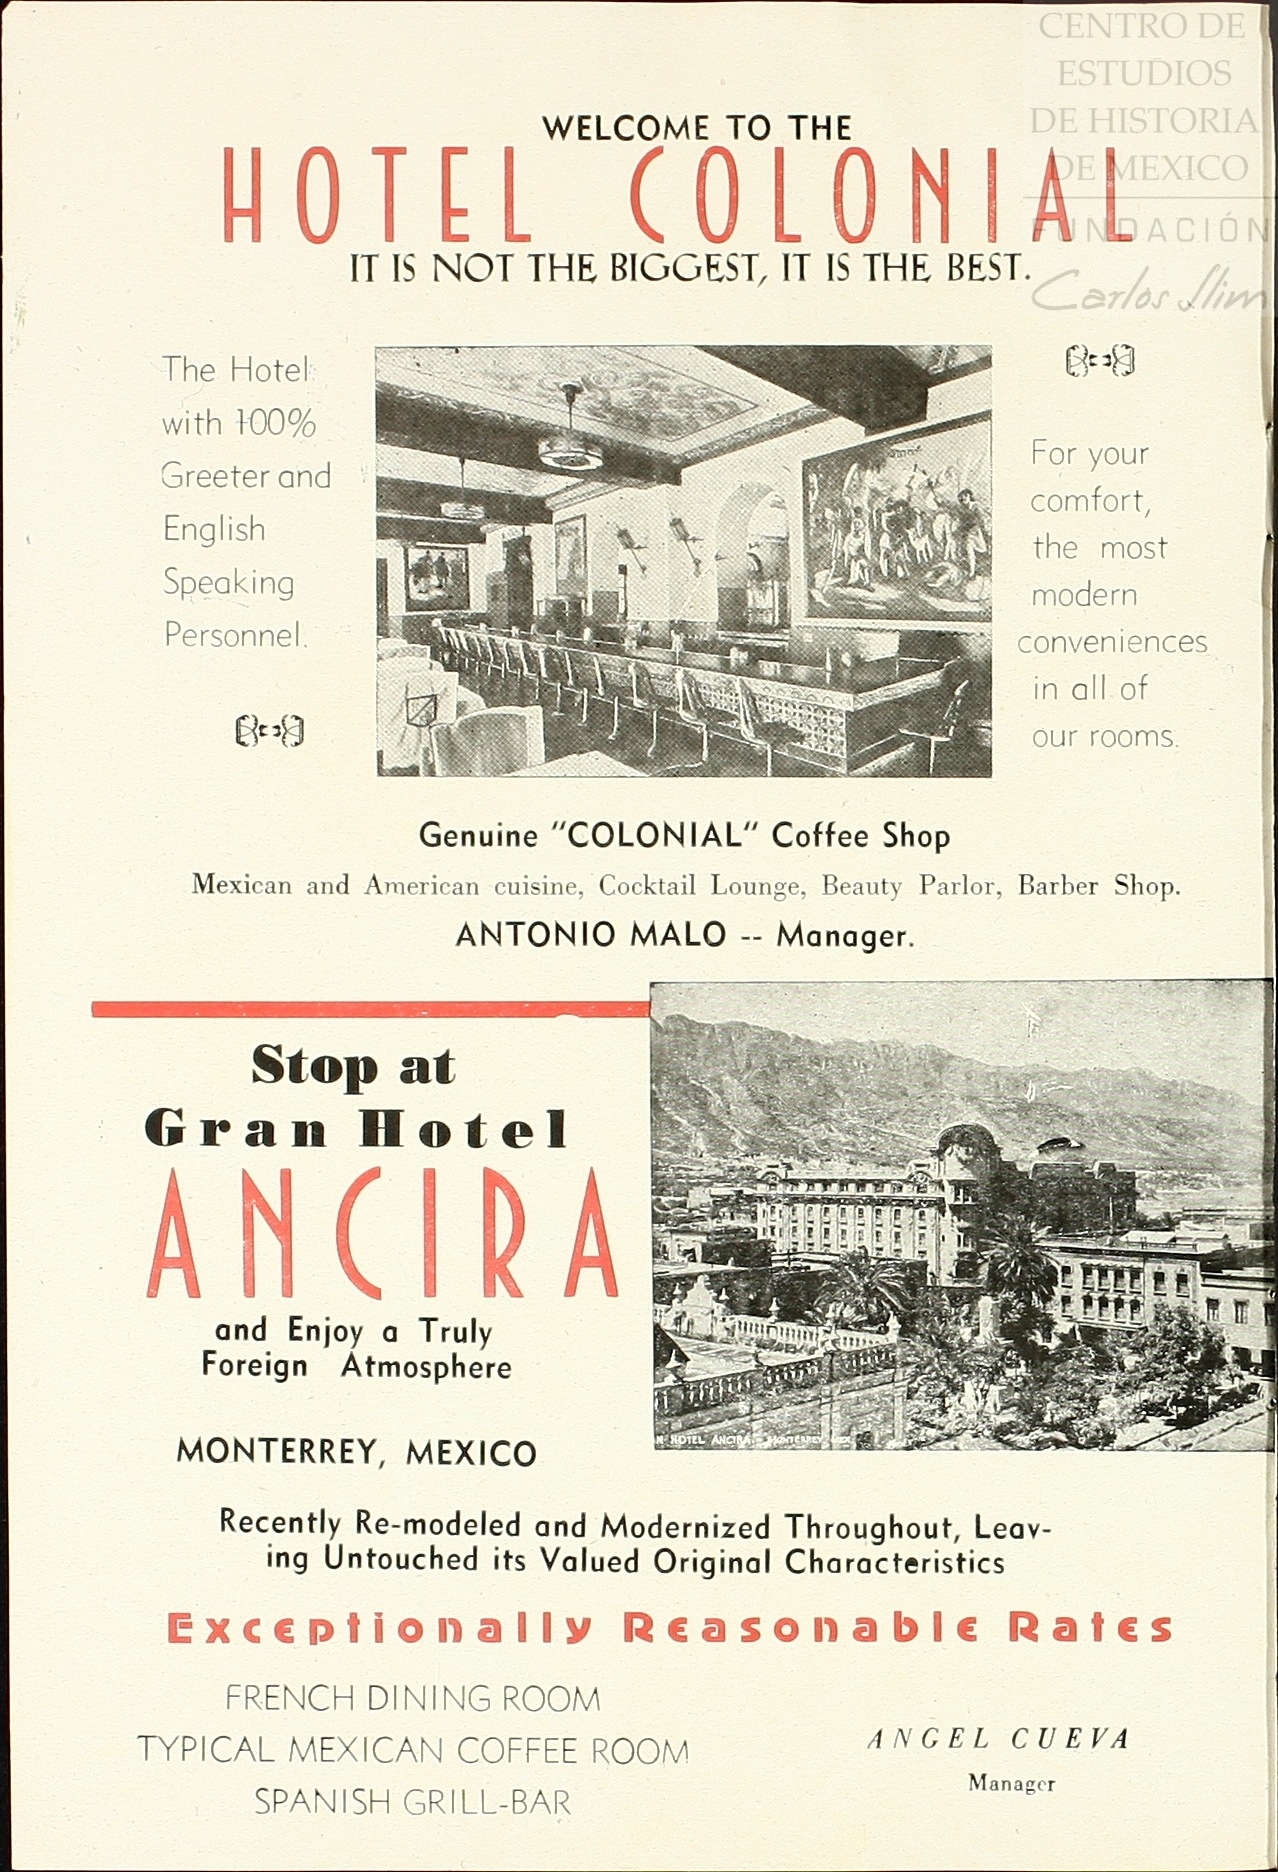 CENTRO DE
ESTUDIOS
DE HISTORIA
DE MEXICO
FUNDACIÓN
Carlos Slim
WELCOME TO THE
HOTEL COLONIAL
IT IS NOT THE BIGGEST, IT IS THE BEST.
The Hotel
with 100%
Greeter and
English
Speaking
Personnel.
For your
comfort,
the most
modern
conveniences
in all of
our rooms.
Genuine "COLONIAL" Coffee Shop
Mexican and American cuisine, Cocktail Lounge, Beauty Parlor, Barber Shop.
ANTONIO MALO -- Manager.
Stop at
Gran Hotel
ANCIRA
and Enjoy a Truly
Foreign Atmosphere
MONTERREY, MEXICO
N HOTEL ANCIRA - MONTERREY, MEX.
Recently Re-modeled and Modernized Throughout, Leav-
ing Untouched its Valued Original Characteristics
Exceptionally Reasonable Rates
FRENCH DINING ROOM
TYPICAL MEXICAN COFFEE ROOM
SPANISH GRILL-BAR
ANGEL CUEVA
Manager